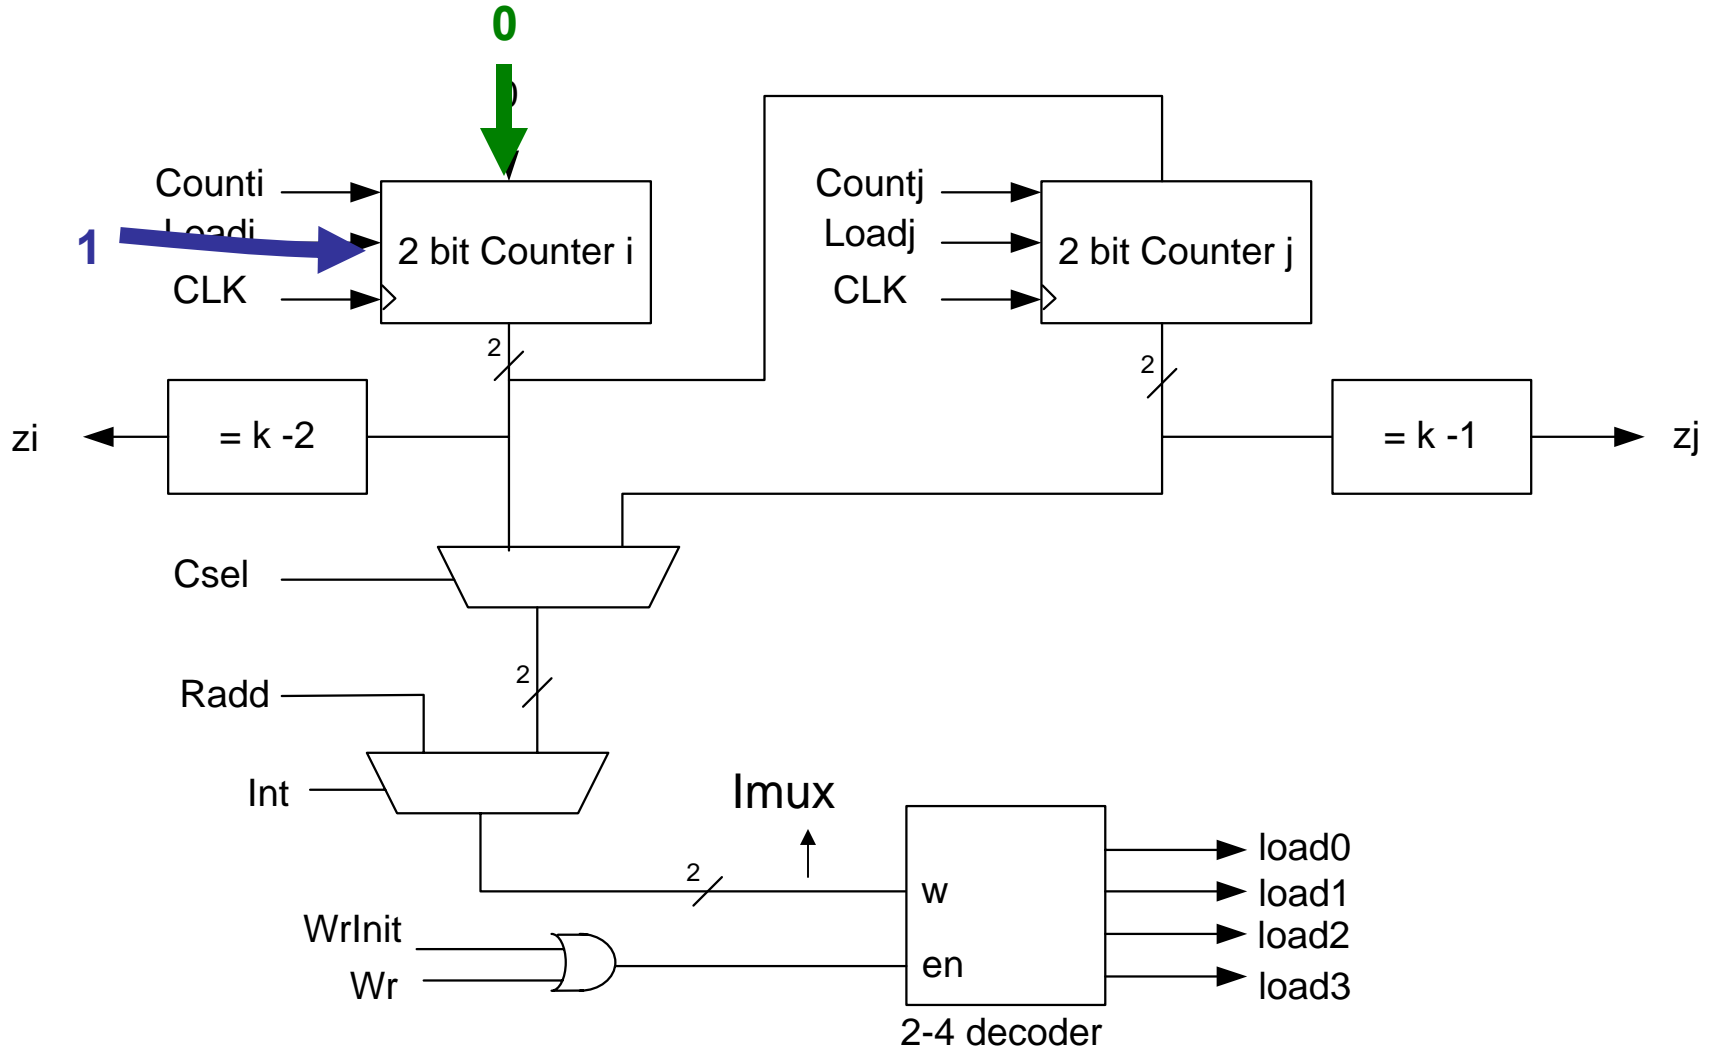 0
Counti
Loadi
1
CLK
2 bit Counter i
Countj
Loadj
CLK
2 bit Counter j
2
2
zi
= k -2
= k -1
zj
Csel
2
Radd
Int
Imux
2
w
en
WrInit
Wr
load0
load1
load2
load3
2-4 decoder